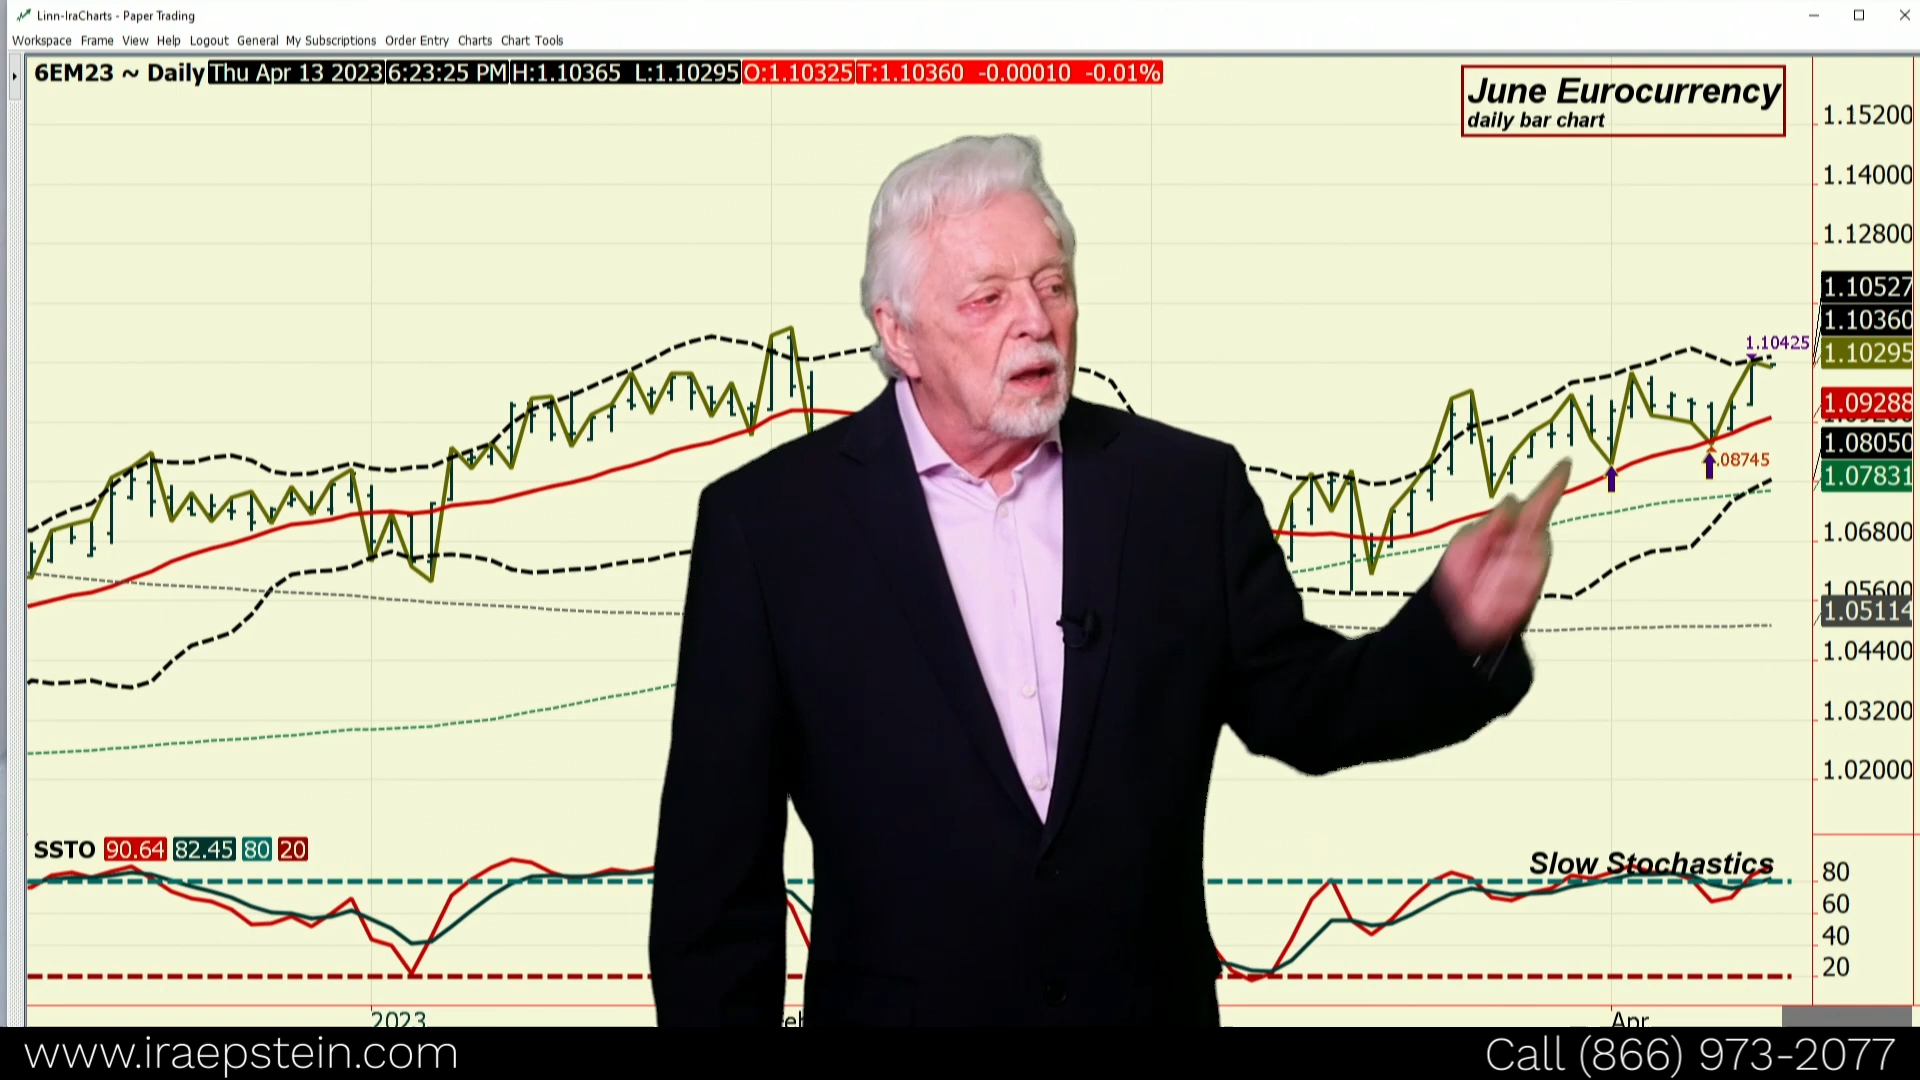 Linn-IraCharts - Paper Trading
Workspace Frame View Help Logout General My Subscriptions Order Entry Charts Chart Tools
6EM23 ~ Daily Thu Apr 13 2023 6:23:25 PM H:1.10365 L:1.10295 O:1.10325 T:1.10360 -0.00010 -0.01%
June Eurocurrency
daily bar chart
1.15200
1.14000
1.12800
1.10527
1.10360
1.10425
1.10295
1.09288
1.08050
.08745
1.07831
1.06800
1.05600
1.05114
1.04400
1.03200
1.02000
SSTO 90.64 82.45 80 20
Slow Stochastics
80
60
40
20
2023
Apr
www.iraepstein.com
Call (866) 973-2077